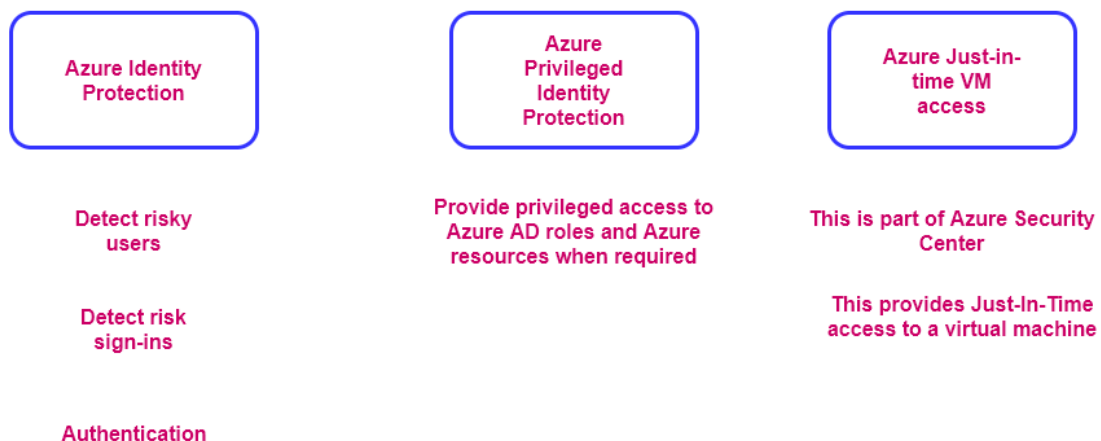 Azure Identity
Protection
Azure
Privileged
Identity
Protection
Azure Just-in-
time VM
access
Detect risky
users
Provide privileged access to
Azure AD roles and Azure
resources when required
This is part of Azure Security
Center
Detect risk
sign-ins
This provides Just-In-Time
access to a virtual machine
Authentication